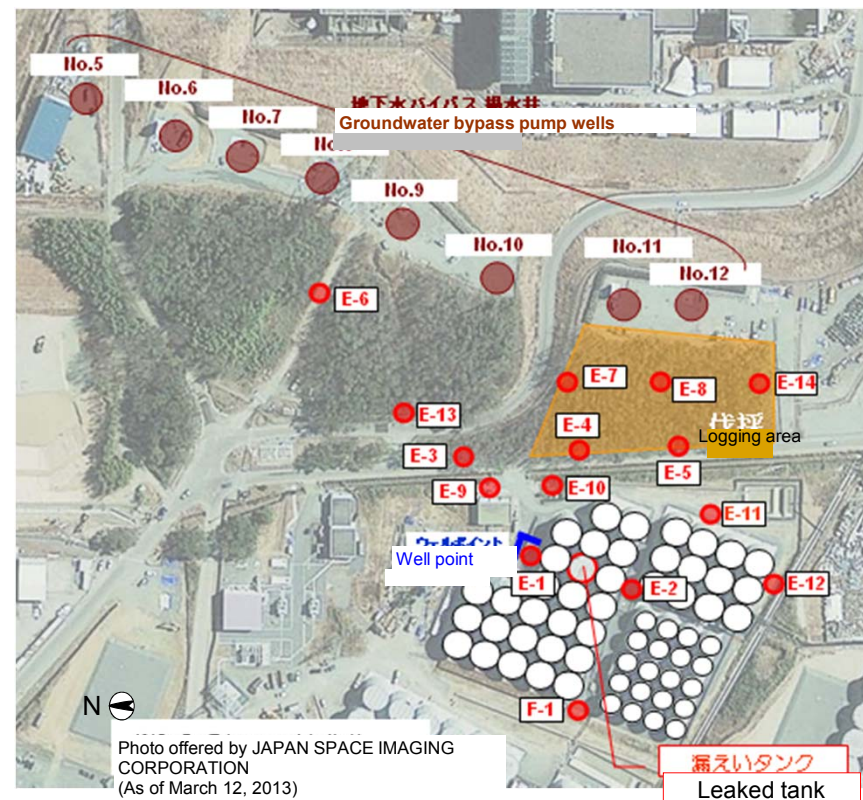 No.5
No.6
No.7
No.9
No.10
No.11
No.12
地下水バイパス 揚水井
Groundwater bypass pump wells
E-6
E-7
E-8
E-14
E-13
E-4
Logging area
E-3
E-5
E-9
E-10
E-11
ウェルポイント
Well point
E-1
E-2
E-12
F-1
N
Photo offered by JAPAN SPACE IMAGING
CORPORATION
(As of March 12, 2013)
漏えいタンク
Leaked tank